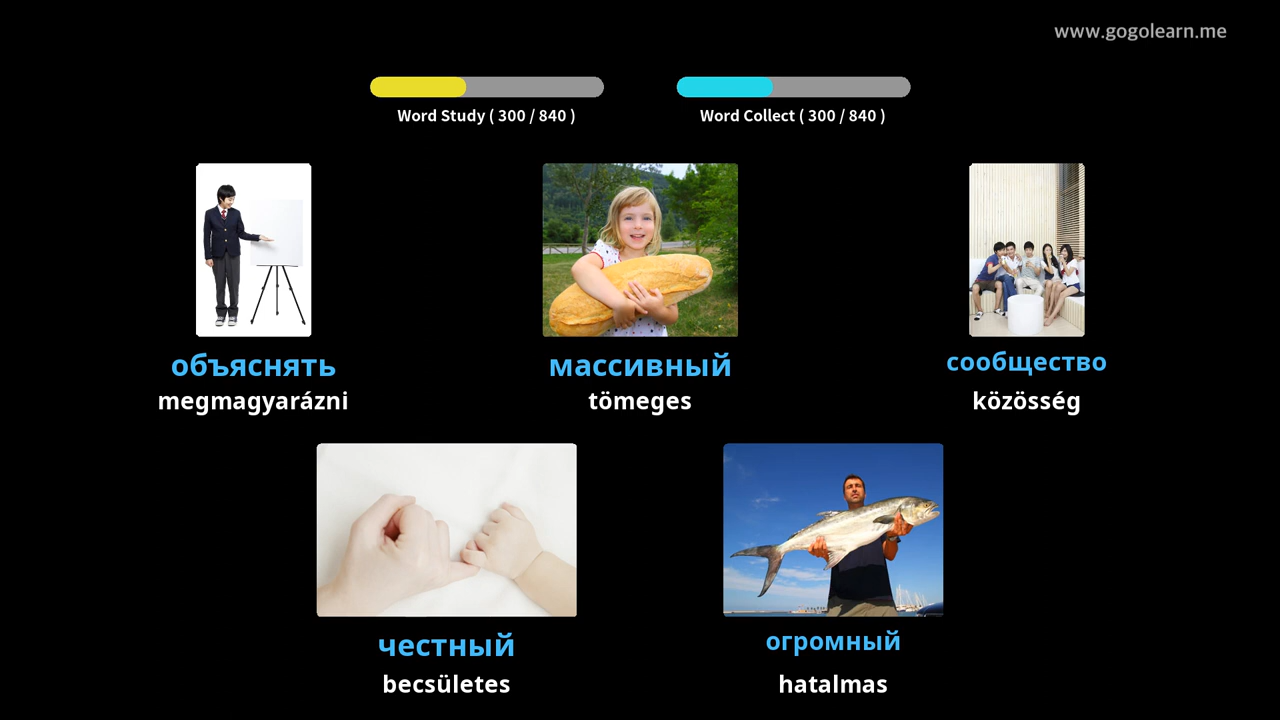 www.gogolearn.me
Word Study ( 300 / 840 )
Word Collect ( 300 / 840 )
объяснять
megmagyarázni
массивный
tömeges
сообщество
közösség
честный
becsületes
огромный
hatalmas